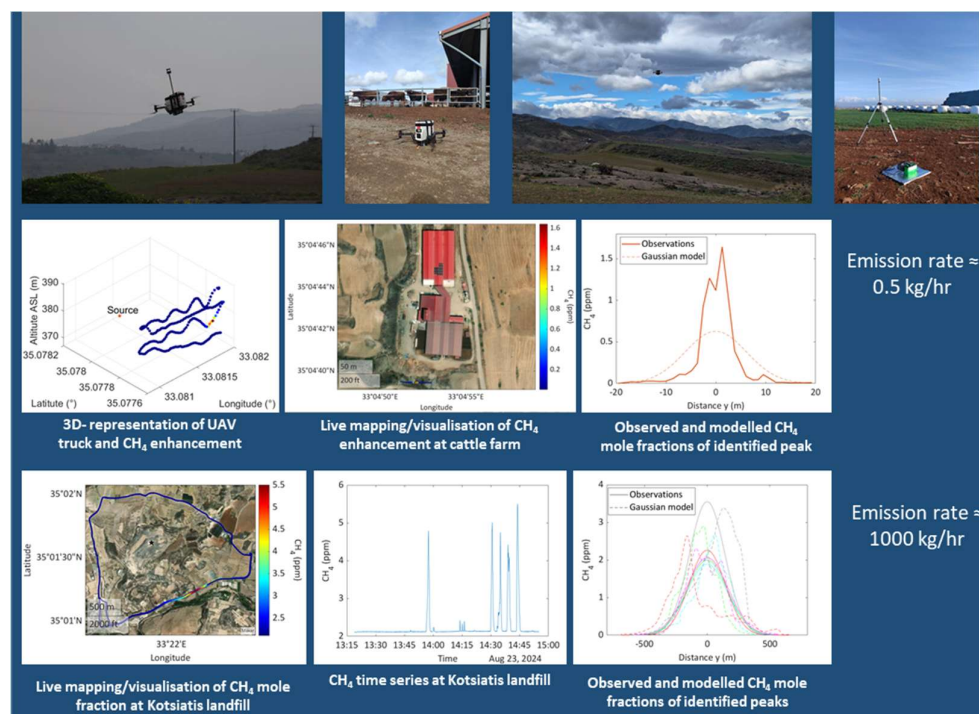 390
380
370
Altitude ASL (m)
Source
35.0782
35.078
35.0778
35.0776
33.082
33.0815
33.081
Latitute (°)
Longitude (°)
3D- representation of UAV
truck and CH4 enhancement
35°04'46"N
35°04'44"N
35°04'42"N
35°04'40"N
Latitude
50 m
200 ft
33°04'50"E
33°04'55"E
Longitude
1.6
1.4
1.2
1
0.8
0.6
0.4
0.2
CH4 (ppm)
Live mapping/visualisation of CH4
enhancement at cattle farm
Observations
Gaussian model
1.5
1
0.5
0
CH4 (ppm)
-20
-10
0
10
20
Distance y (m)
Observed and modelled CH4
mole fractions of identified peak
Emission rate ≈
0.5 kg/hr
35°02'N
35°01'30"N
35°01'N
Latitude
500 m
2000 ft
33°22'E
Longitude
5.5
5
4.5
4
3.5
3
2.5
CH4 (ppm)
Live mapping/visualisation of CH4 mole
fraction at Kotsiatis landfill
6
5
4
3
2
CH4 (ppm)
13:15
13:30
13:45
14:00
14:15
14:30
14:45
15:00
Time
Aug 23, 2024
CH4 time series at Kotsiatis landfill
Observations
Gaussian model
4
3
2
1
0
CH4 (ppm)
-500
0
500
Distance y (m)
Observed and modelled CH4 mole
fractions of identified peaks
Emission rate ≈
1000 kg/hr